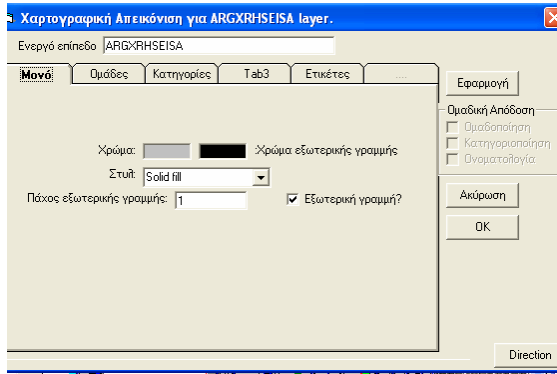 Χαρτογραφική Απεικόνιση για ARGXRHSEISA layer.
Ενεργό επίπεδο ARGXRHSEISA
Μονό Ομάδες Κατηγορίες Tab3 Ετικέτες ....
Εφαρμογή
Ομαδική Απόδοση
Ομαδοποίηση
Κατηγοριοποίηση
Ονοματολογία
Χρώμα: :Χρώμα εξωτερικής γραμμής
Στυλ: Solid fill
Πάχος εξωτερικής γραμμής: 1 Εξωτερική γραμμή?
Ακύρωση
OK
Direction